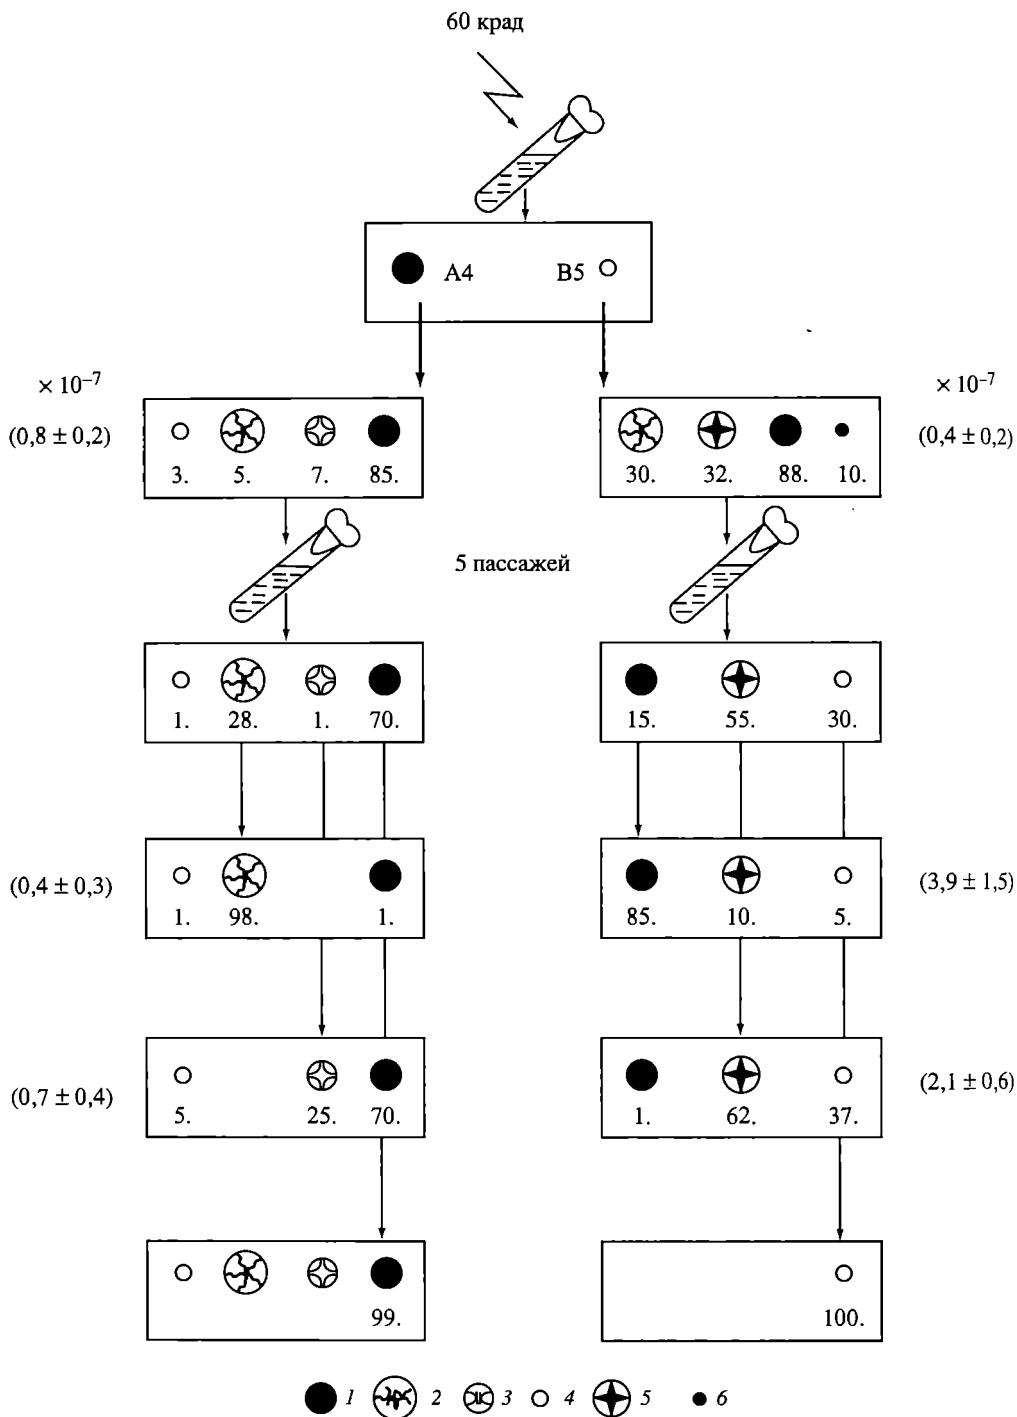 60 крад
А4 В5
× 10⁻⁷ × 10⁻⁷
(0,8 ± 0,2) (0,4 ± 0,2)
3. 5. 7. 85. 30. 32. 88. 10.
5 пассажей
1. 28. 1. 70. 15. 55. 30.
(0,4 ± 0,3) (3,9 ± 1,5)
1. 98. 1. 85. 10. 5.
(0,7 ± 0,4) (2,1 ± 0,6)
5. 25. 70. 1. 62. 37.
99. 100.
1 2 3 4 5 6